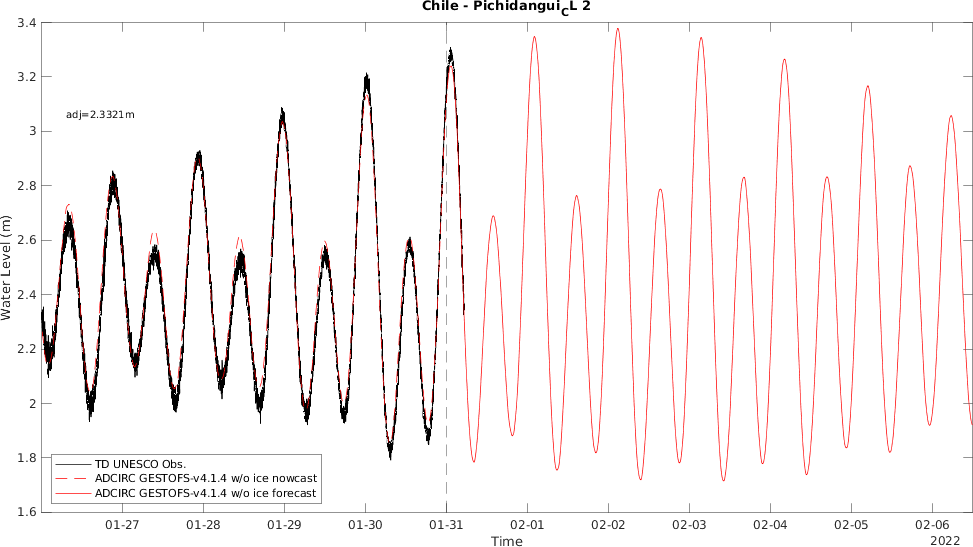 Chile - Pichidangui_CL 2
3.4
3.2
3
2.8
2.6
2.4
2.2
2
1.8
1.6
Water Level (m)
adj=2.3321m
TD UNESCO Obs.
ADCIRC GESTOFS-v4.1.4 w/o ice nowcast
ADCIRC GESTOFS-v4.1.4 w/o ice forecast
01-27 01-28 01-29 01-30 01-31 02-01 02-02 02-03 02-04 02-05 02-06
Time
2022